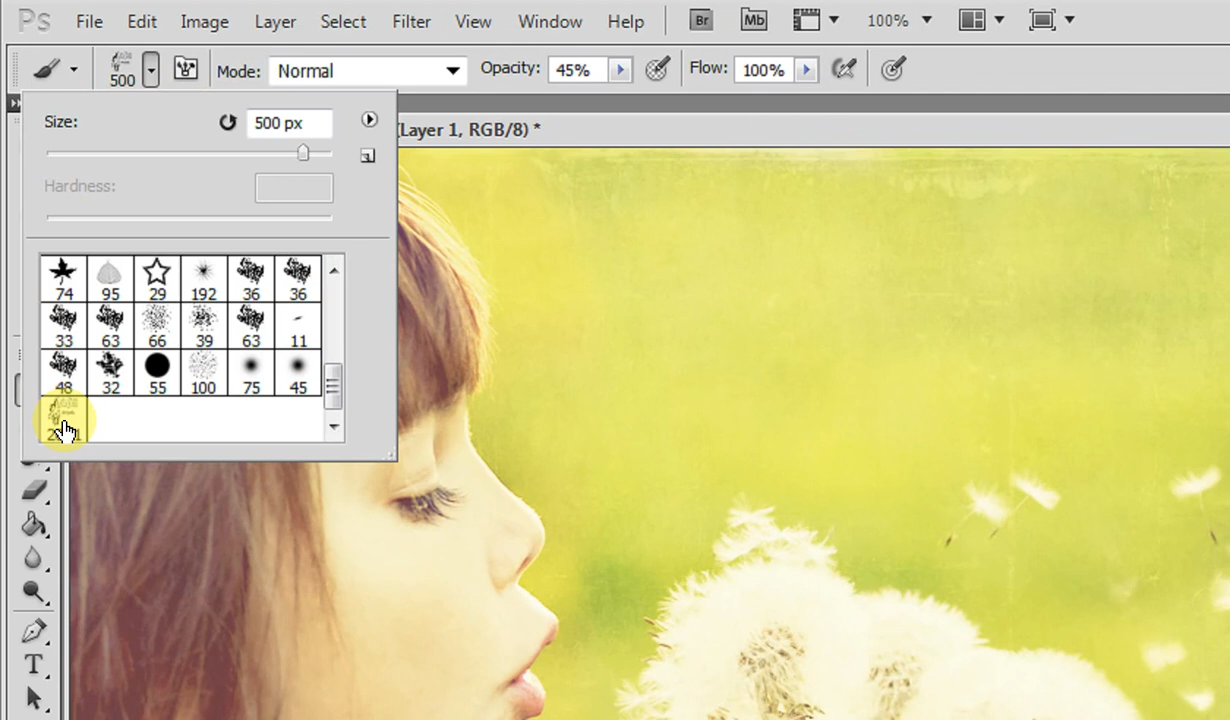 Ps File Edit Image Layer Select Filter Analysis View Window Help Br Mb 100%
500 Mode: Normal Opacity: 45% Flow: 100%
Size: 500 px
(Layer 1, RGB/8) *
Hardness:
74 95 29 192 36 36
33 63 66 39 63 11
48 32 55 100 75 45
T